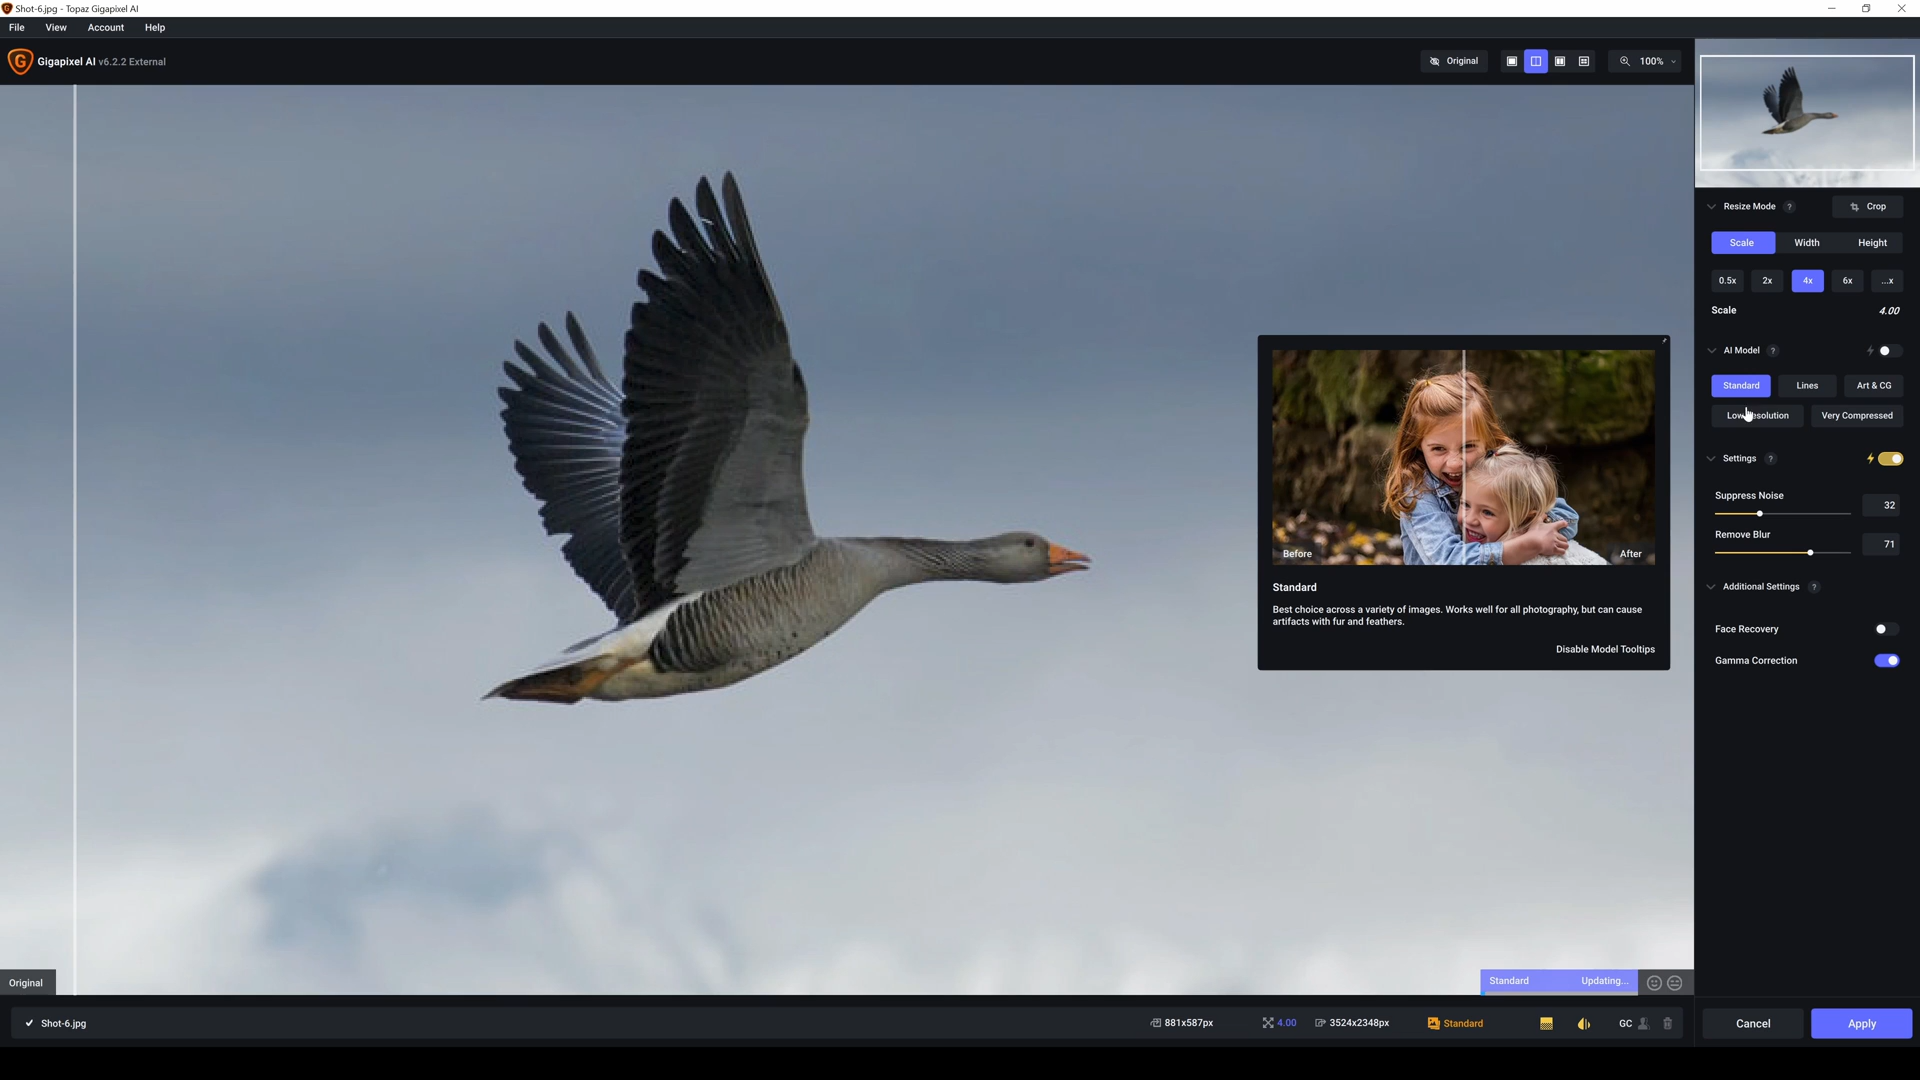 Shot-6.jpg - Topaz Gigapixel AI
File View Account Help
Gigapixel AI v6.2.2 External
Original 100%
Resize Mode ? Crop
Scale Width Height
0.5x 2x 4x 6x ...x
Scale 4.00
AI Model ?
Standard Lines Art & CG
Very Compressed
Settings ?
Suppress Noise 32
Remove Blur 71
Additional Settings ?
Face Recovery
Gamma Correction
Before After
Standard
Best choice across a variety of images. Works well for all photography, but can cause
artifacts with fur and feathers.
Disable Model Tooltips
Original
Standard Updating...
Shot-6.jpg 881x587px 4.00 3524x2348px Standard GC
Cancel Apply